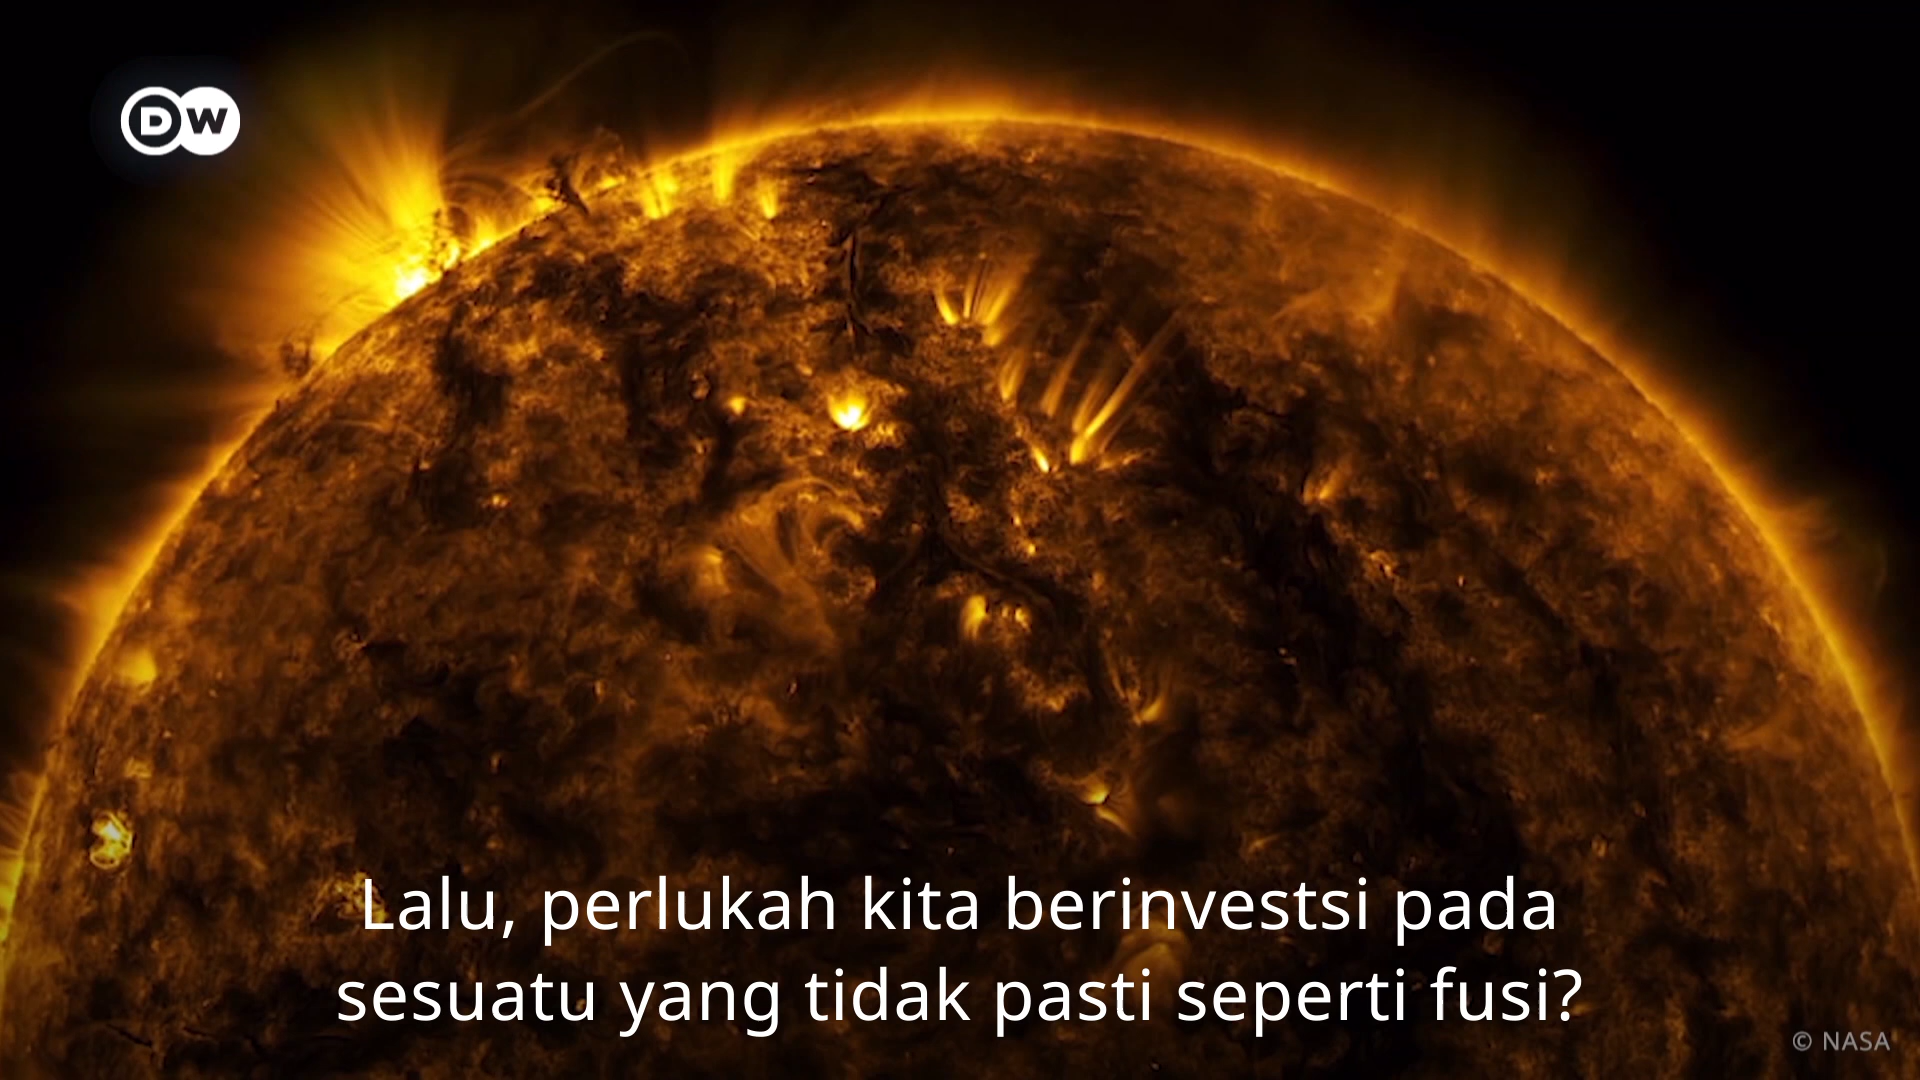 DW
Lalu, perlukah kita berinvestsi pada
sesuatu yang tidak pasti seperti fusi?
© NASA